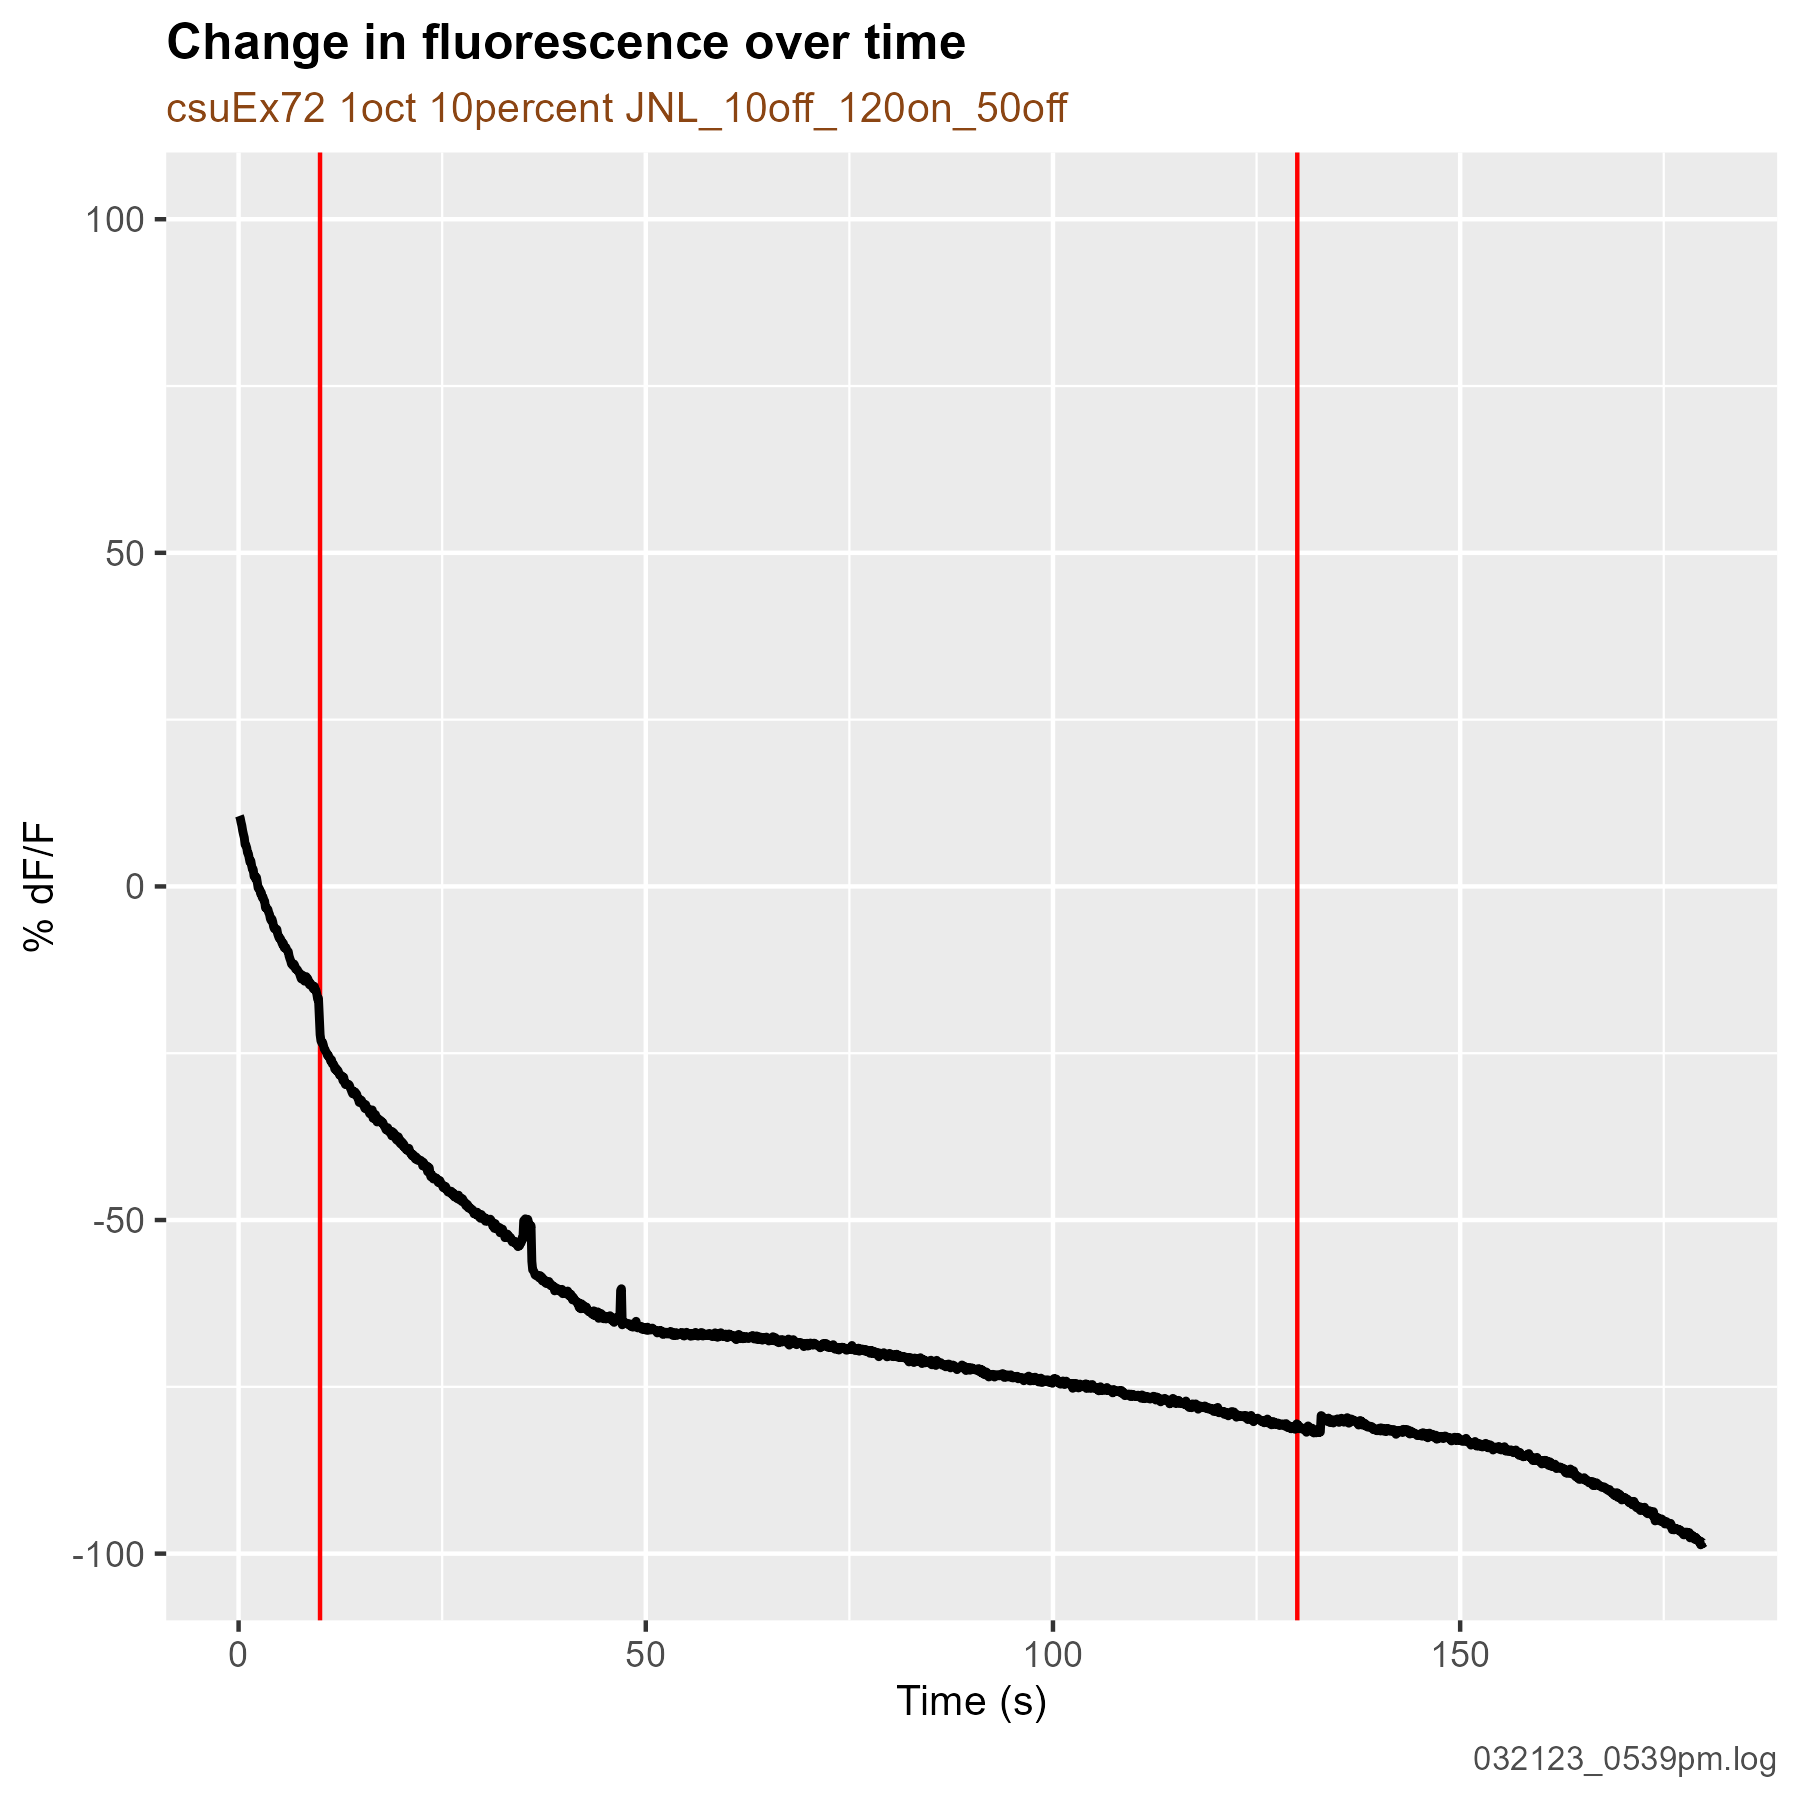 Change in fluorescence over time
csuEx72 1oct 10percent JNL_10off_120on_50off
% dF/F
100
50
0
-50
-100
0 50 100 150
Time (s)
032123_0539pm.log